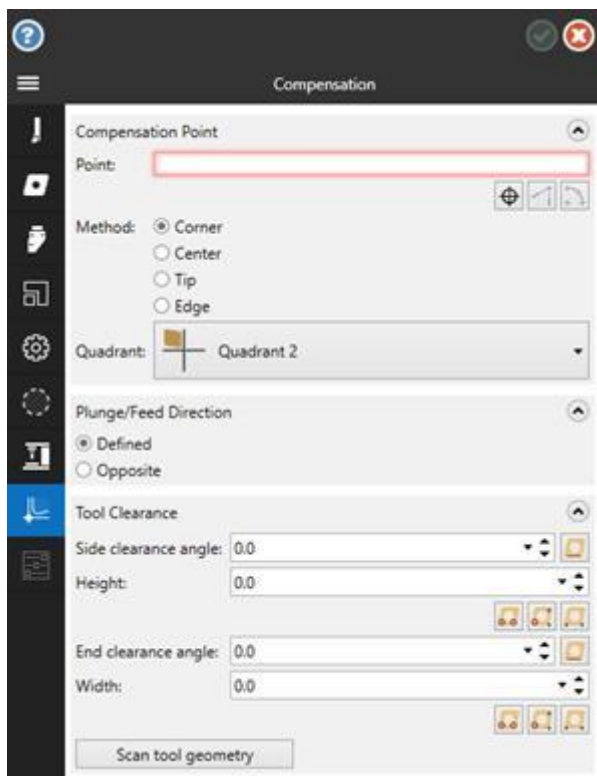 Compensation
Compensation Point
Point:
Method: Corner
Center
Tip
Edge
Quadrant: Quadrant 2
Plunge/Feed Direction
Defined
Opposite
Tool Clearance
Side clearance angle: 0.0
Height: 0.0
End clearance angle: 0.0
Width: 0.0
Scan tool geometry